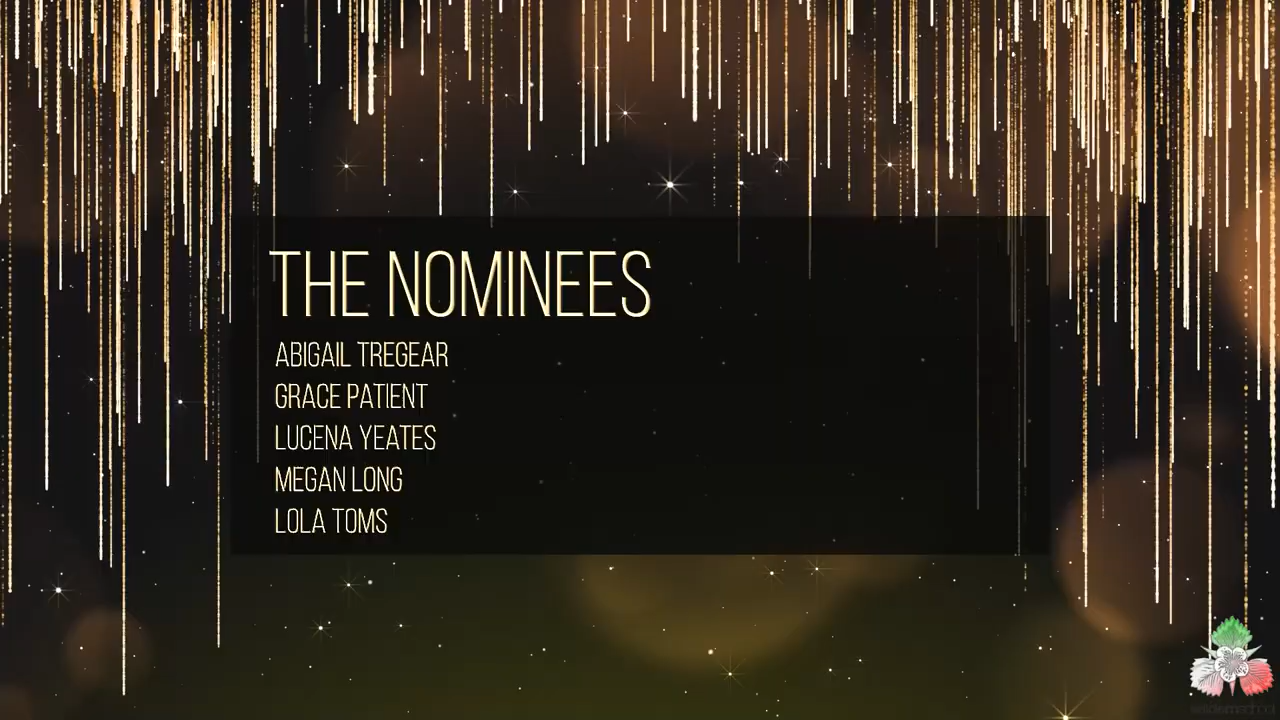 THE NOMINEES
ABIGAIL TREGEAR
GRACE PATIENT
LUCENA YEATES
MEGAN LONG
LOLA TOMS